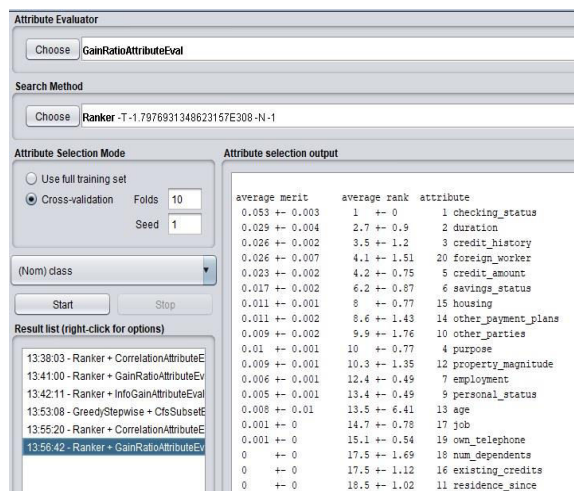 Attribute Evaluator
Choose GainRatioAttributeEval
Search Method
Choose Ranker -T -1.7976931348623157E308 -N -1
Attribute Selection Mode
Use full training set
Cross-validation Folds 10
Seed 1
(Nom) class
Start Stop
Result list (right-click for options)
13:38:03 - Ranker + CorrelationAttributeE
13:41:00 - Ranker + GainRatioAttributeEv
13:42:11 - Ranker + InfoGainAttributeEval
13:53:08 - GreedyStepwise + CfsSubsetE
13:55:20 - Ranker + CorrelationAttributeE
13:56:42 - Ranker + GainRatioAttributeEv
Attribute selection output
average merit average rank attribute
0.053 +- 0.003 1 +- 0 1 checking_status
0.029 +- 0.004 2.7 +- 0.9 2 duration
0.026 +- 0.002 3.5 +- 1.2 3 credit_history
0.026 +- 0.007 4.1 +- 1.51 20 foreign_worker
0.023 +- 0.002 4.2 +- 0.75 5 credit_amount
0.017 +- 0.002 6.2 +- 0.87 6 savings_status
0.011 +- 0.001 8 +- 0.77 15 housing
0.011 +- 0.002 8.6 +- 1.43 14 other_payment_plans
0.009 +- 0.002 9.9 +- 1.76 10 other_parties
0.01 +- 0.001 10 +- 0.77 4 purpose
0.009 +- 0.001 10.3 +- 1.35 12 property_magnitude
0.006 +- 0.001 12.4 +- 0.49 7 employment
0.005 +- 0.001 13.4 +- 0.49 9 personal_status
0.008 +- 0.01 13.5 +- 6.41 13 age
0.001 +- 0 14.7 +- 0.78 17 job
0.001 +- 0 15.1 +- 0.54 19 own_telephone
0 +- 0 17.5 +- 1.69 18 num_dependents
0 +- 0 17.5 +- 1.12 16 existing_credits
0 +- 0 18.5 +- 1.02 11 residence_since